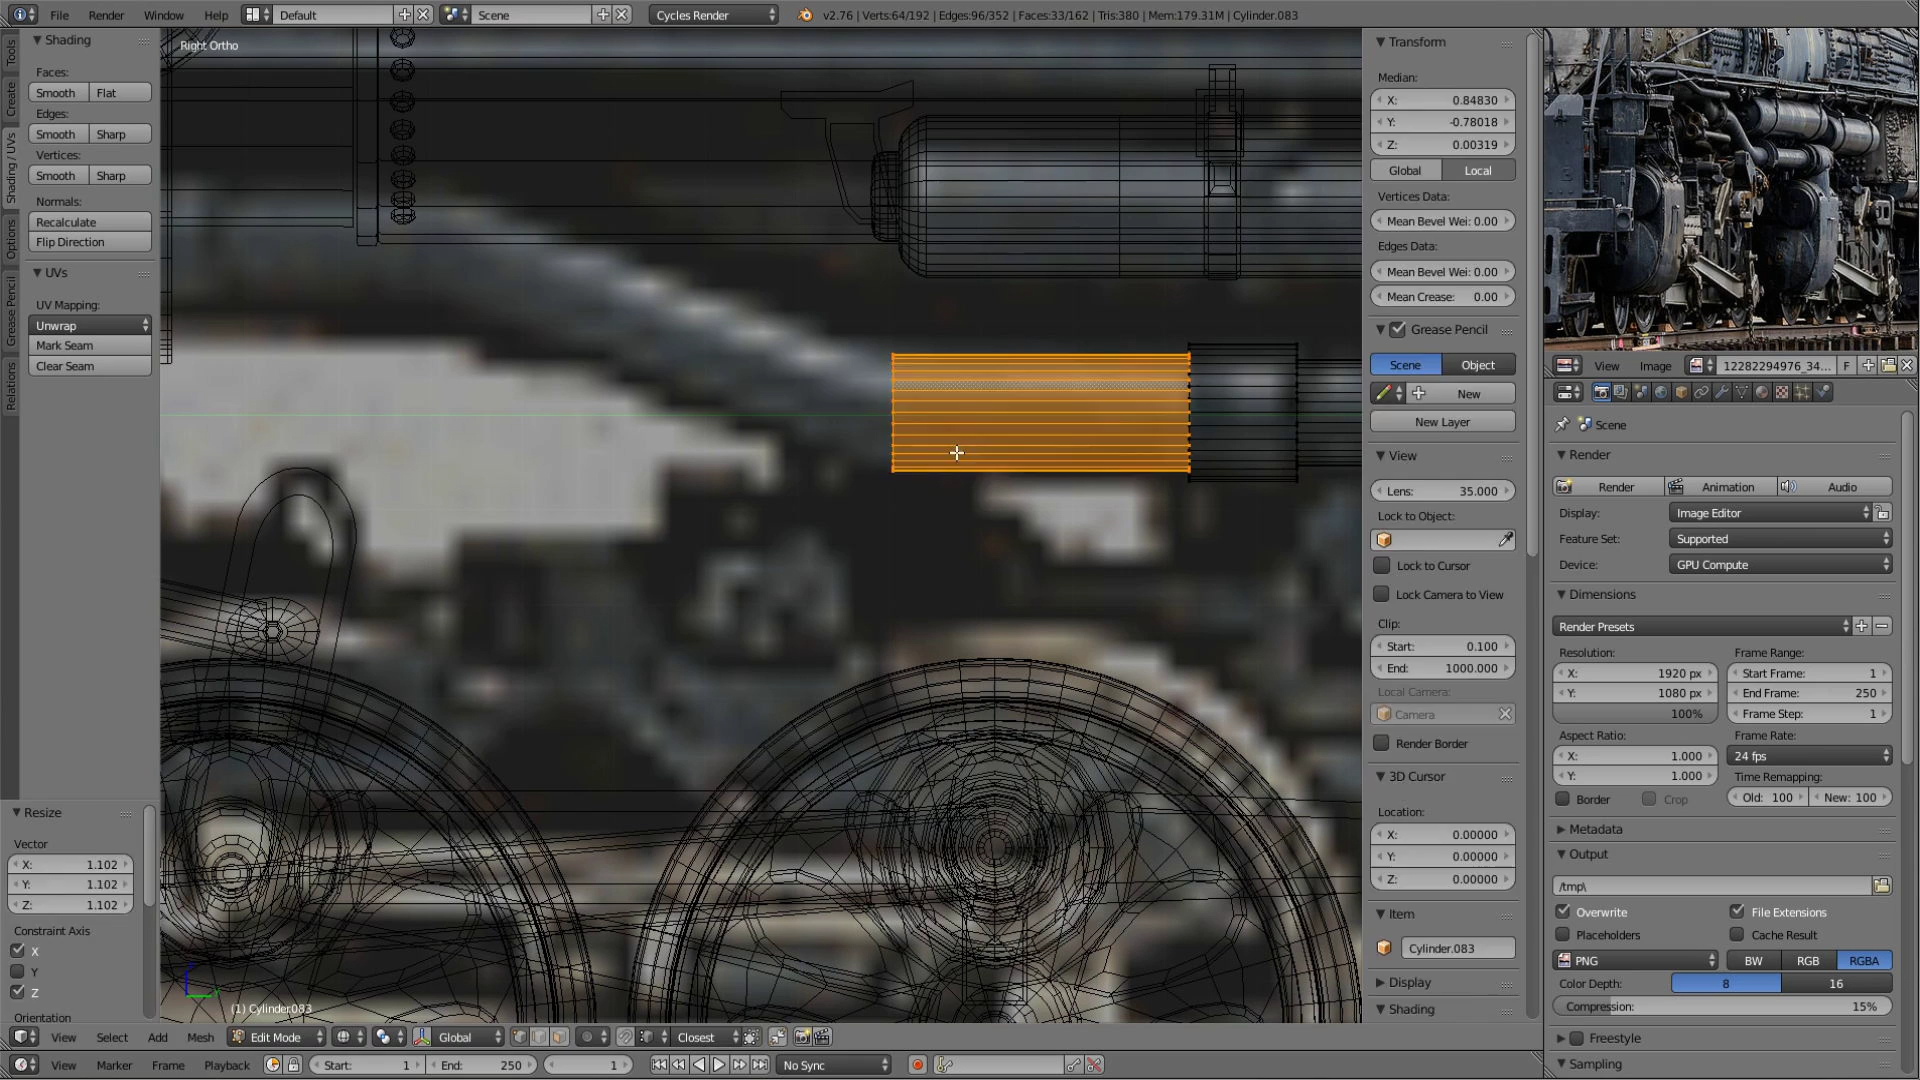 File Render Window Help Default Scene Cycles Render v2.76 | Verts:64/192 | Edges:96/352 | Faces:33/162 | Tris:380 | Mem:179.31M | Cylinder.083
Tools
Create
Shading / UVs
Options
Grease Pencil
Relations
Shading
Faces:
Smooth Flat
Edges:
Smooth Sharp
Vertices:
Smooth Sharp
Normals:
Recalculate
Flip Direction
UVs
UV Mapping:
Unwrap
Mark Seam
Clear Seam
Resize
Vector
X: 1.102
Y: 1.102
Z: 1.102
Constraint Axis
X
Y
Z
Orientation
Right Ortho
(1) Cylinder.083
Transform
Median:
X: 0.84830
Y: -0.78018
Z: 0.00319
Global Local
Vertices Data:
Mean Bevel Wei: 0.00
Edges Data:
Mean Bevel Wei: 0.00
Mean Crease: 0.00
Grease Pencil
Scene Object
New
New Layer
View
Lens: 35.000
Lock to Object:
Lock to Cursor
Lock Camera to View
Clip:
Start: 0.100
End: 1000.000
Local Camera:
Camera
Render Border
3D Cursor
Location:
X: 0.00000
Y: 0.00000
Z: 0.00000
Item
Cylinder.083
Display
Shading
View Image 12282294976_34... F
Scene
Render
Render Animation Audio
Display: Image Editor
Feature Set: Supported
Device: GPU Compute
Dimensions
Render Presets
Resolution: Frame Range:
X: 1920 px Start Frame: 1
Y: 1080 px End Frame: 250
100% Frame Step: 1
Aspect Ratio: Frame Rate:
X: 1.000 24 fps
Y: 1.000 Time Remapping:
Border Crop Old: 100 New: 100
Metadata
Output
/tmp\
Overwrite File Extensions
Placeholders Cache Result
PNG BW RGB RGBA
Color Depth: 8 16
Compression: 15%
Freestyle
Sampling
View Select Add Mesh Edit Mode Global Closest
View Marker Frame Playback Start: 1 End: 250 1 No Sync